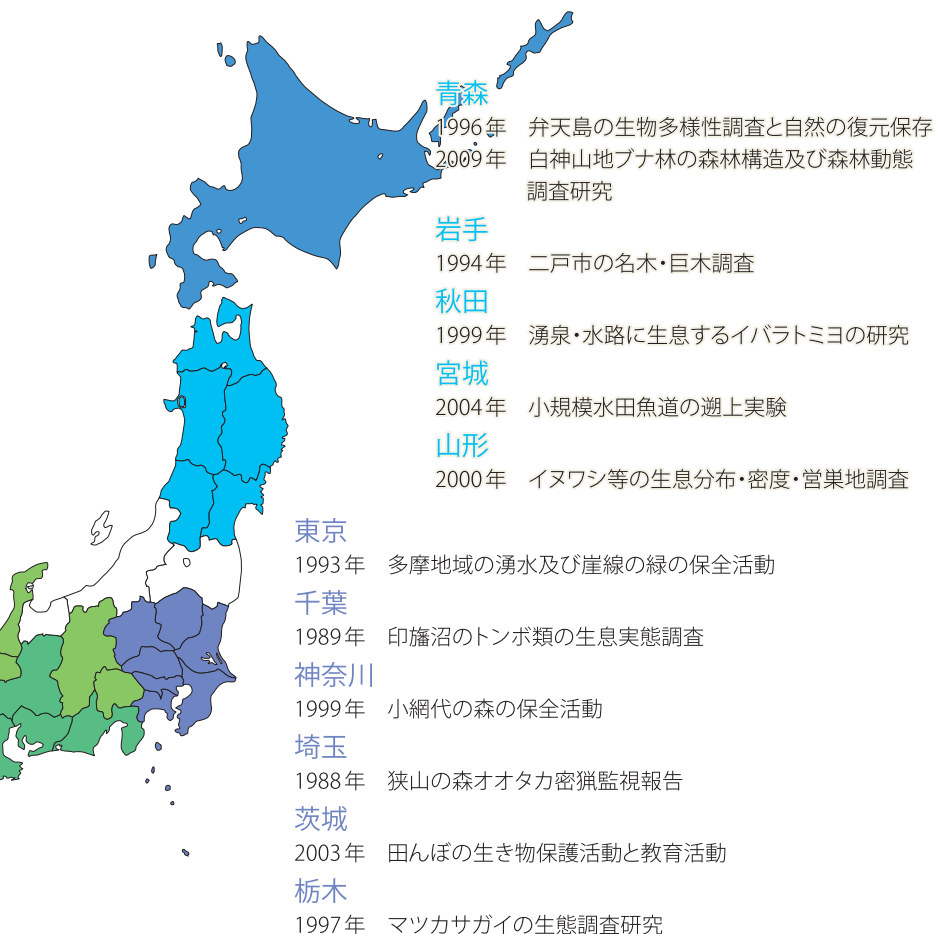 青森
1996年 弁天島の生物多様性調査と自然の復元保存
2009年 白神山地ブナ林の森林構造及び森林動態
調査研究
岩手
1994年 二戸市の名木・巨木調査
秋田
1999年 湧泉・水路に生息するイバラトミヨの研究
宮城
2004年 小規模水田魚道の遡上実験
山形
2000年 イヌワシ等の生息分布・密度・営巣地調査
東京
1993年 多摩地域の湧水及び崖線の緑の保全活動
千葉
1989年 印旛沼のトンボ類の生息実態調査
神奈川
1999年 小網代の森の保全活動
埼玉
1988年 狭山の森オオタカ密猟監視報告
茨城
2003年 田んぼの生き物保護活動と教育活動
栃木
1997年 マツカサガイの生態調査研究